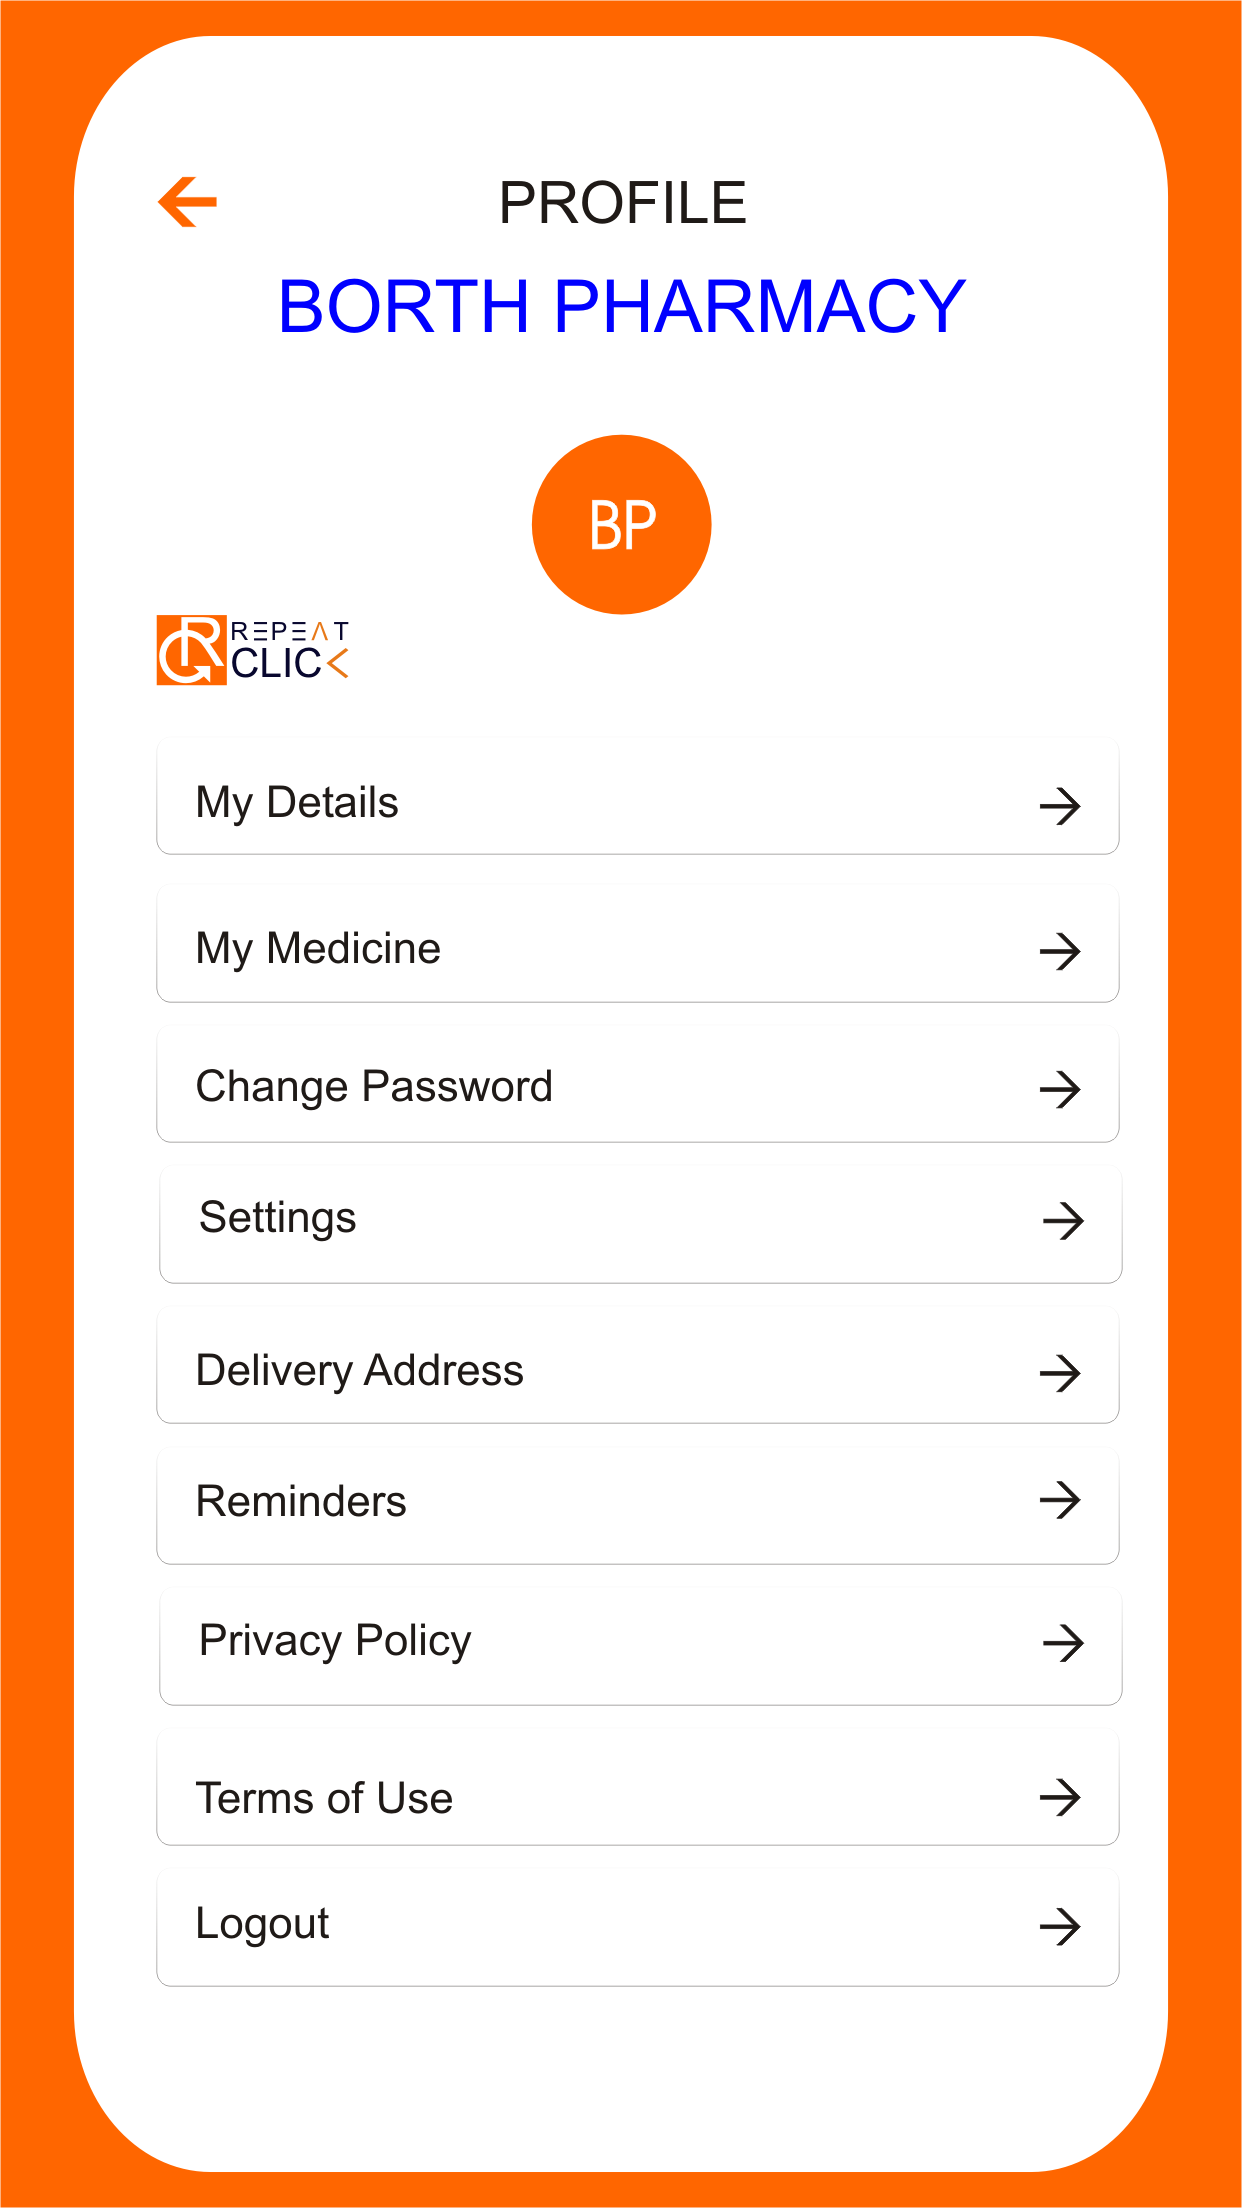 PROFILE
BORTH PHARMACY
BP
REPEAT
CLICK
My Details
My Medicine
Change Password
Settings
Delivery Address
Reminders
Privacy Policy
Terms of Use
Logout